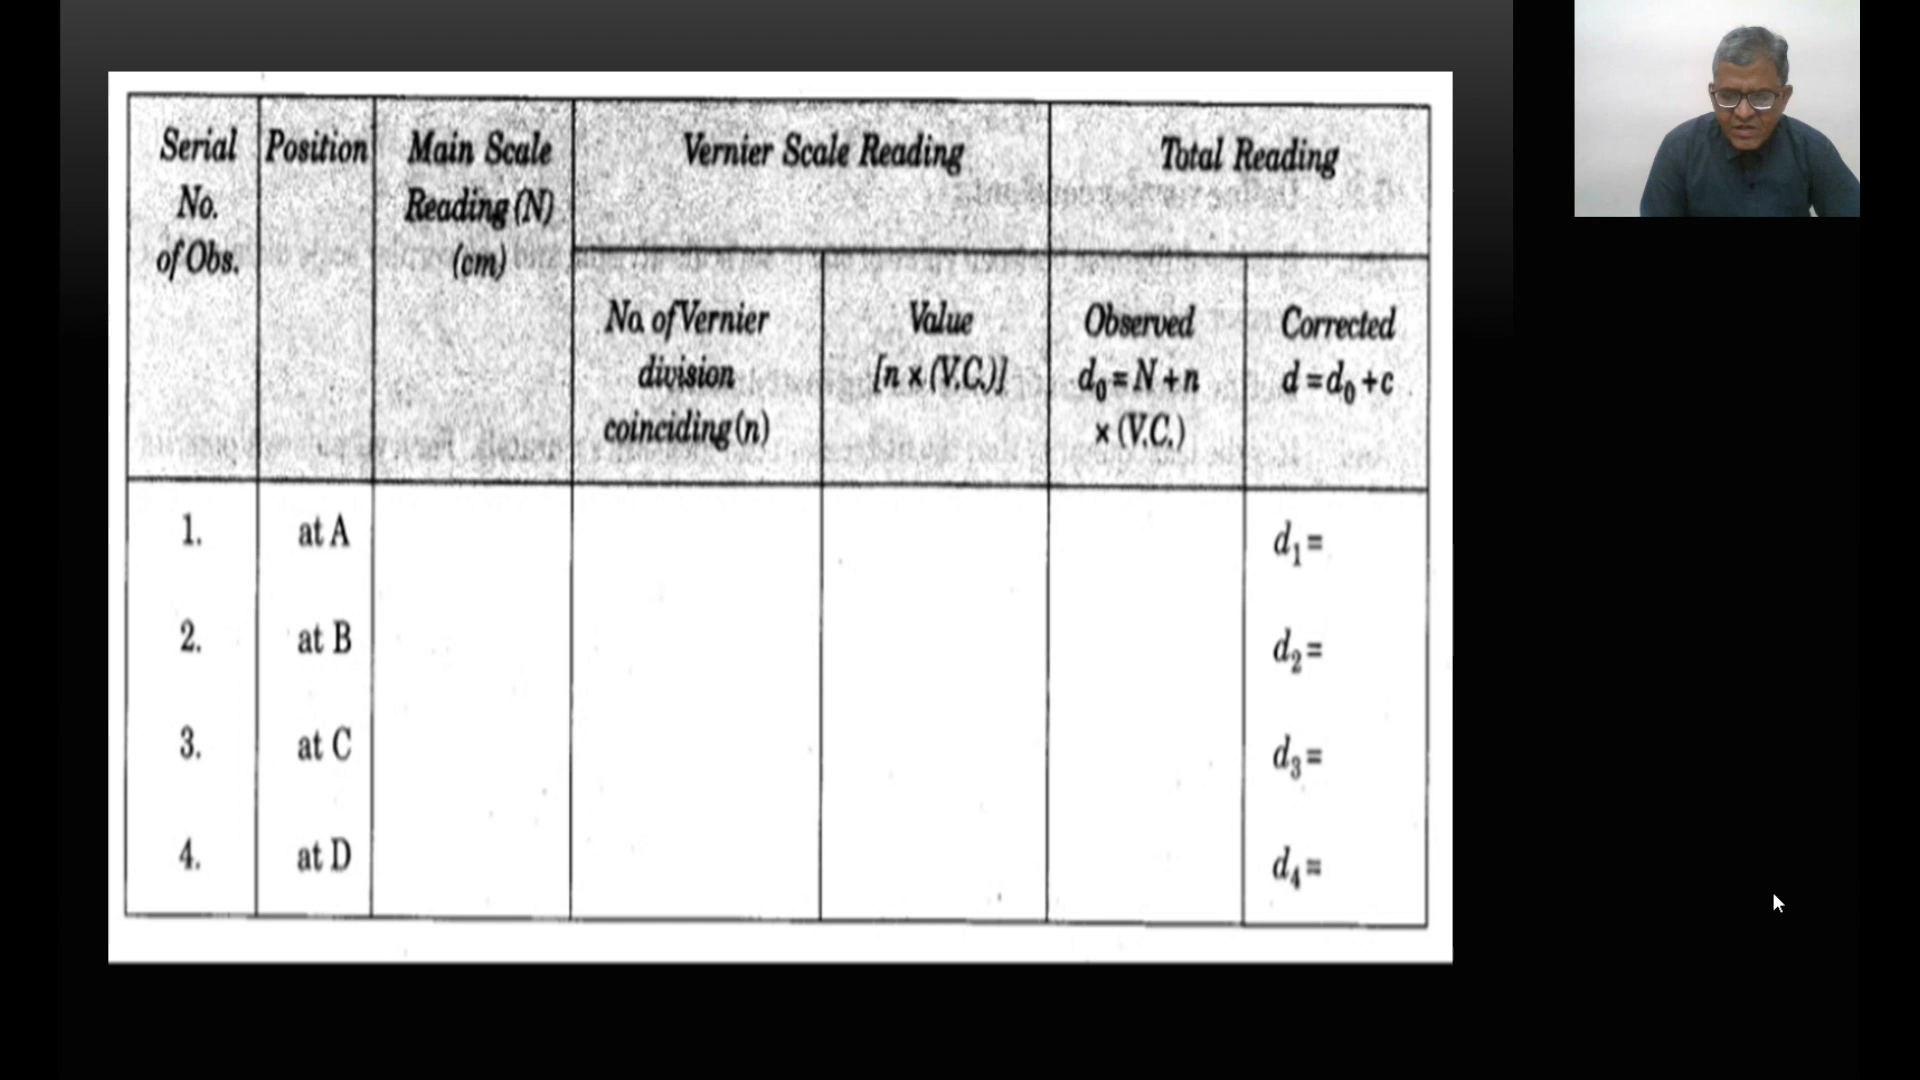 Serial
No.
of Obs.
Position
Main Scale
Reading (N)
(cm)
Vernier Scale Reading
No. of Vernier
division
coinciding (n)
Value
[n × (V.C.)]
Total Reading
Observed
d₀ = N + n
× (V.C.)
Corrected
d = d₀ + c
1. at A d₁ =
2. at B d₂ =
3. at C d₃ =
4. at D d₄ =